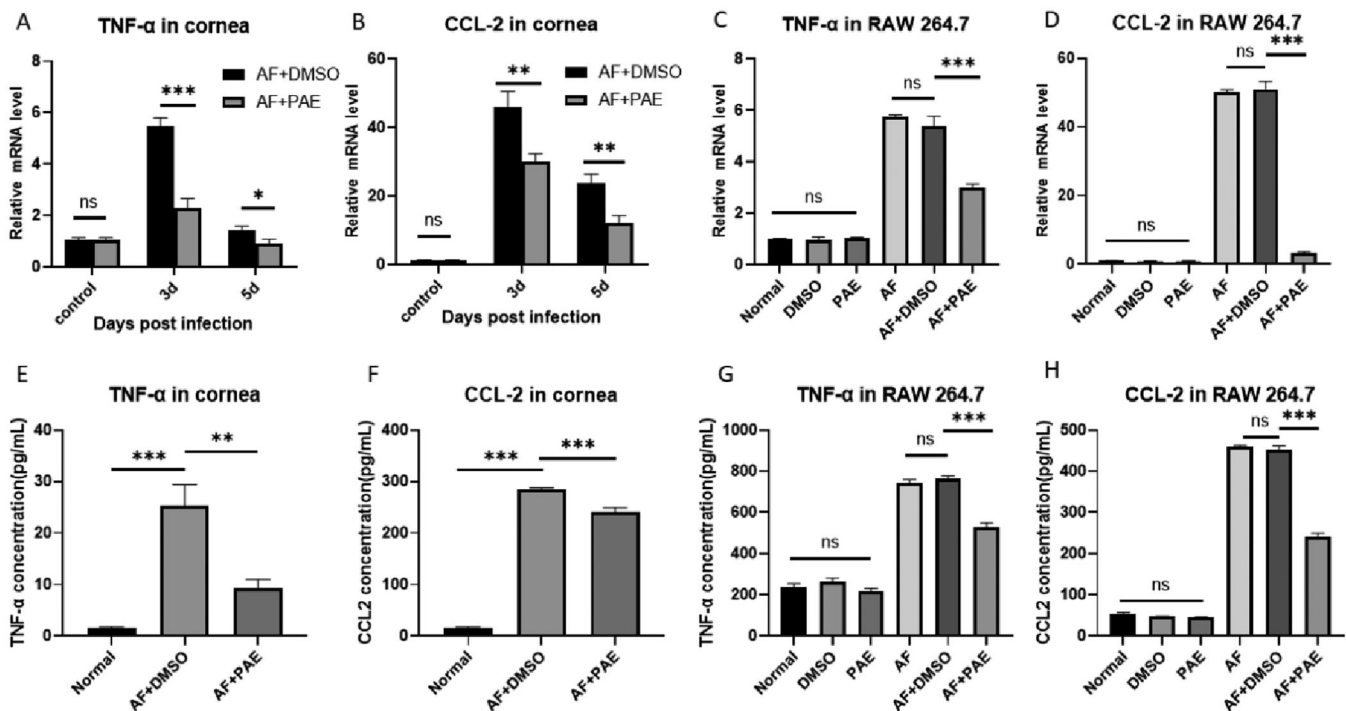 A
TNF-α in cornea
Relative mRNA level
8
6
4
2
0
AF+DMSO
AF+PAE
ns
***
*
control
3d
5d
Days post infection
B
CCL-2 in cornea
Relative mRNA level
60
40
20
0
AF+DMSO
AF+PAE
ns
**
**
control
3d
5d
Days post infection
C
TNF-α in RAW 264.7
Relative mRNA level
8
6
4
2
0
ns
ns
***
Normal
DMSO
PAE
AF
AF+DMSO
AF+PAE
D
CCL-2 in RAW 264.7
Relative mRNA level
60
40
20
0
ns
ns
***
Normal
DMSO
PAE
AF
AF+DMSO
AF+PAE
E
TNF-α in cornea
TNF-α concentration(pg/mL)
40
30
20
10
0
***
**
Normal
AF+DMSO
AF+PAE
F
CCL-2 in cornea
CCL2 concentration(pg/mL)
400
300
200
100
0
***
***
Normal
AF+DMSO
AF+PAE
G
TNF-α in RAW 264.7
TNF-α concentration(pg/mL)
1000
800
600
400
200
0
ns
ns
***
Normal
DMSO
PAE
AF
AF+DMSO
AF+PAE
H
CCL-2 in RAW 264.7
CCL2 concentration(pg/mL)
500
400
300
200
100
0
ns
ns
***
Normal
DMSO
PAE
AF
AF+DMSO
AF+PAE